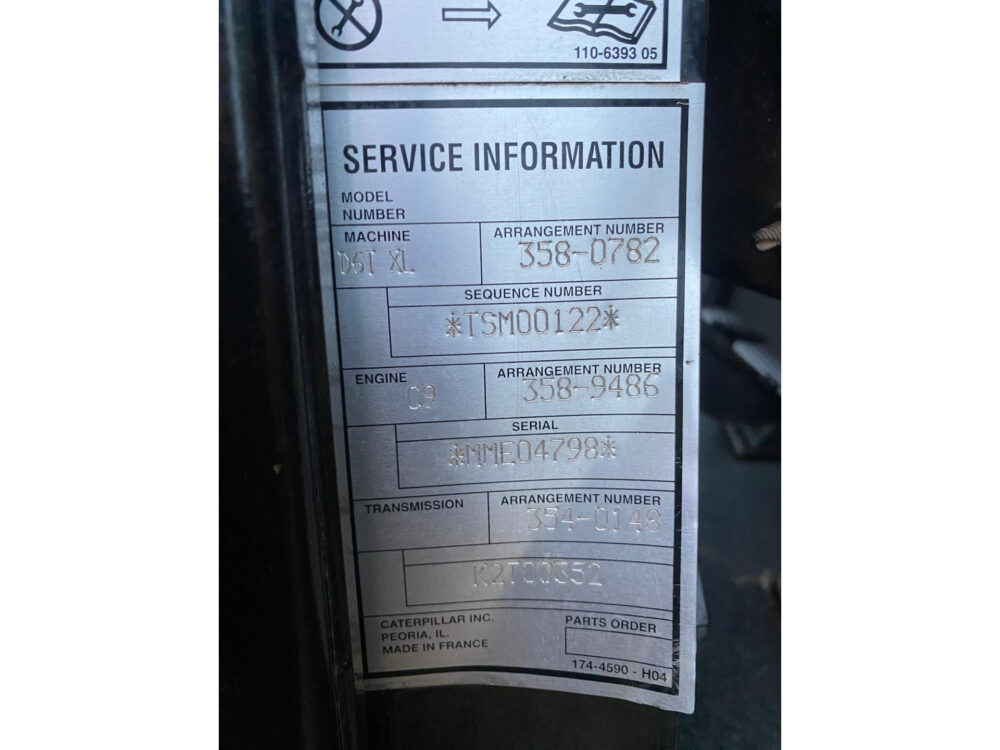 110-6393 05
SERVICE INFORMATION
MODEL
NUMBER
MACHINE
ARRANGEMENT NUMBER
D6T XL
358-0782
SEQUENCE NUMBER
*TSM00122*
ENGINE
ARRANGEMENT NUMBER
C9
358-9486
SERIAL
*MME04798*
TRANSMISSION
ARRANGEMENT NUMBER
354-0148
K2T00352
CATERPILLAR INC.
PEORIA, IL.
MADE IN FRANCE
PARTS ORDER
174-4590 - H04